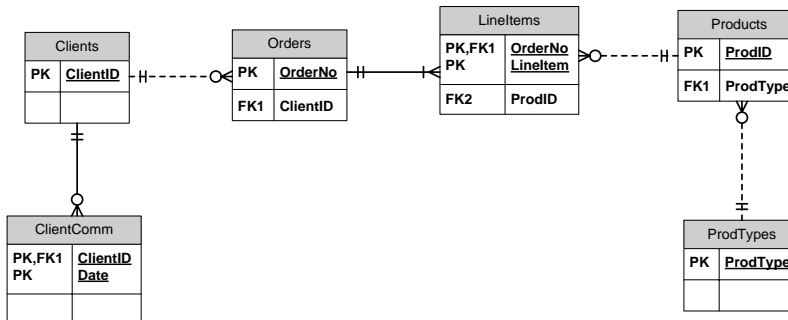 Clients
PK ClientID
Orders
PK OrderNo
FK1 ClientID
LineItems
PK,FK1 OrderNo
PK LineItem
FK2 ProdID
Products
PK ProdID
FK1 ProdType
ClientComm
PK,FK1 ClientID
PK Date
ProdTypes
PK ProdType